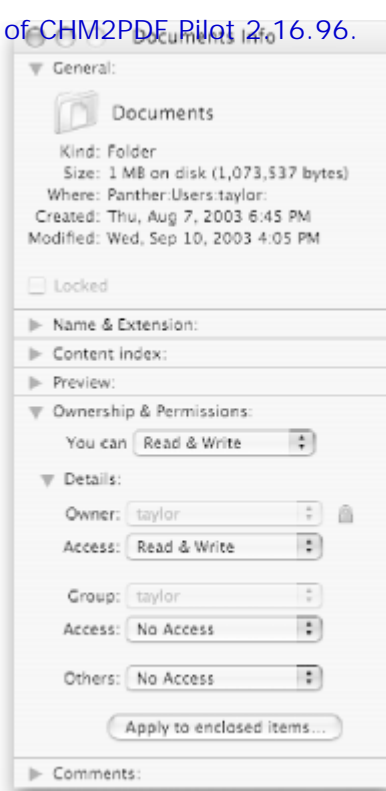 of CHM2PDF Pilot 2.16.96.
Documents Info
General:
Documents
Kind: Folder
Size: 1 MB on disk (1,073,537 bytes)
Where: Panther:Users:taylor:
Created: Thu, Aug 7, 2003 6:45 PM
Modified: Wed, Sep 10, 2003 4:05 PM
Locked
Name & Extension:
Content index:
Preview:
Ownership & Permissions:
You can Read & Write
Details:
Owner: taylor
Access: Read & Write
Group: taylor
Access: No Access
Others: No Access
Apply to enclosed items...
Comments: